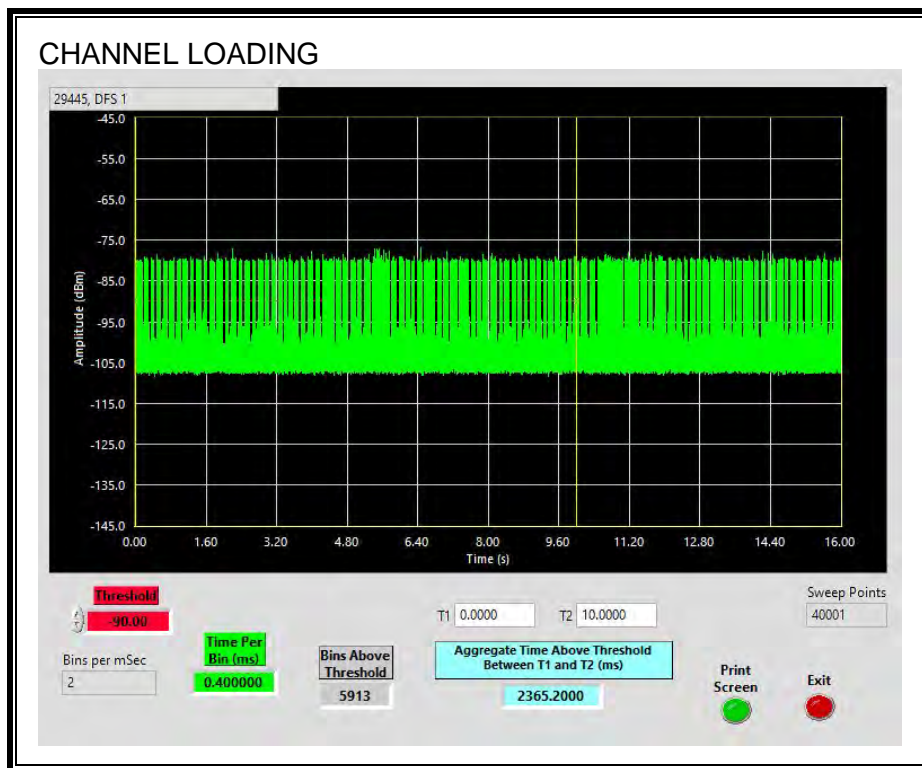 CHANNEL LOADING
29445, DFS 1
-45.0
-55.0
-65.0
-75.0
-85.0
-95.0
-105.0
-115.0
-125.0
-135.0
-145.0
Amplitude (dBm)
0.00 1.60 3.20 4.80 6.40 8.00 9.60 11.20 12.80 14.40 16.00
Time (s)
Threshold
-90.00
T1 0.0000 T2 10.0000
Sweep Points
40001
Bins per mSec
2
Time Per
Bin (ms)
0.400000
Bins Above
Threshold
5913
Aggregate Time Above Threshold
Between T1 and T2 (ms)
2365.2000
Print
Screen
Exit